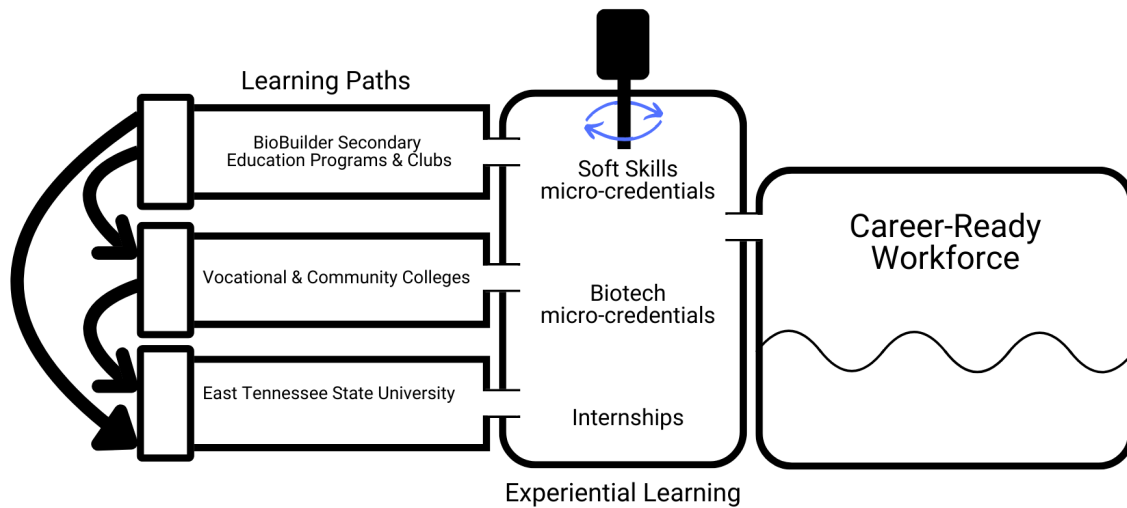 Learning Paths
BioBuilder Secondary
Education Programs & Clubs
Vocational & Community Colleges
East Tennessee State University
Soft Skills
micro-credentials
Biotech
micro-credentials
Internships
Experiential Learning
Career-Ready
Workforce